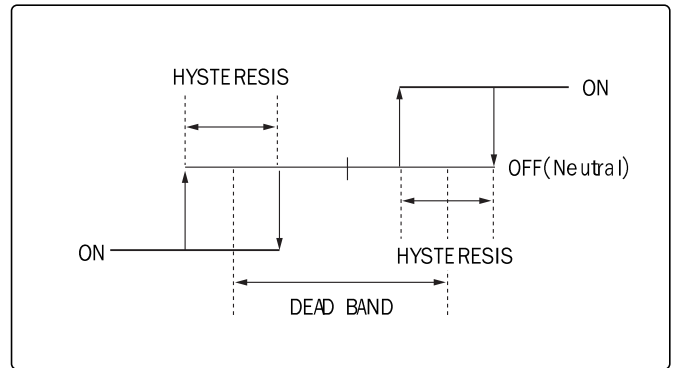 HYSTERESIS
ON
OFF(Neutral)
ON
HYSTERESIS
DEAD BAND